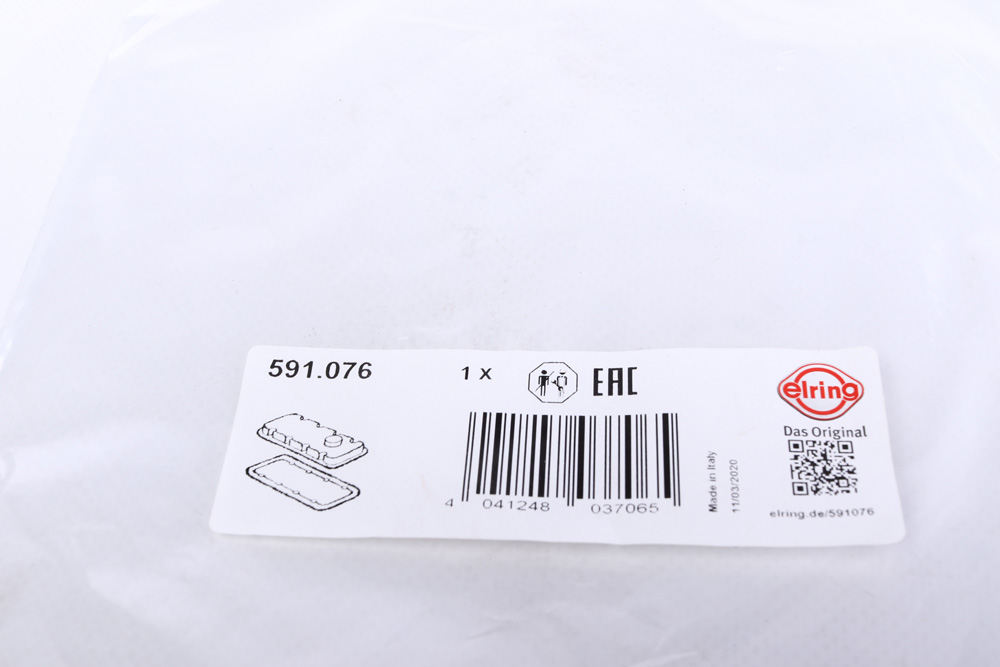 591.076
1 x
EAC
elring
Das Original
4 041248 037065
Made in Italy
11/03/2020
elring.de/591076